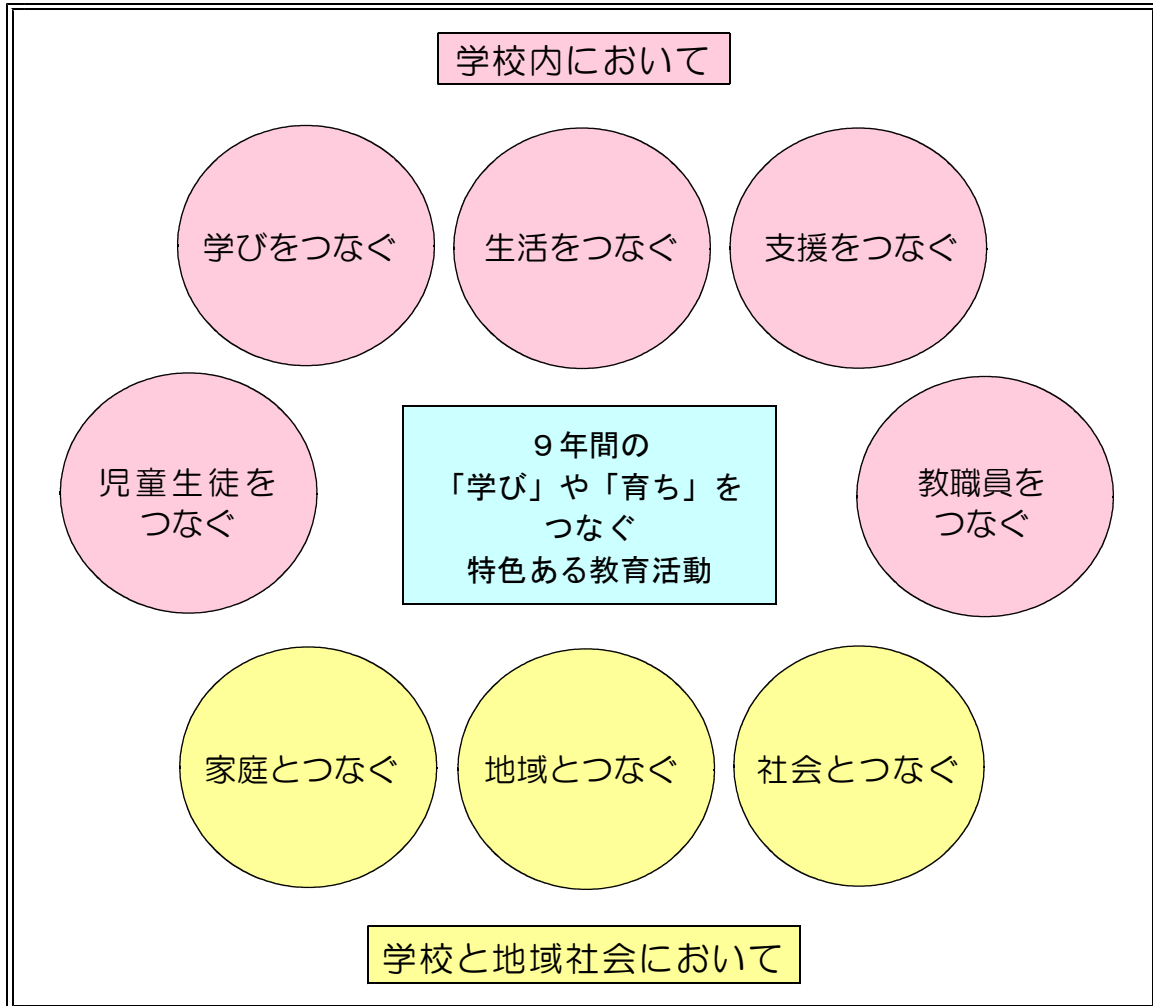 学校内において
学びをつなぐ
生活をつなぐ
支援をつなぐ
児童生徒を
つなぐ
９年間の
「学び」や「育ち」を
つなぐ
特色ある教育活動
教職員を
つなぐ
家庭とつなぐ
地域とつなぐ
社会とつなぐ
学校と地域社会において